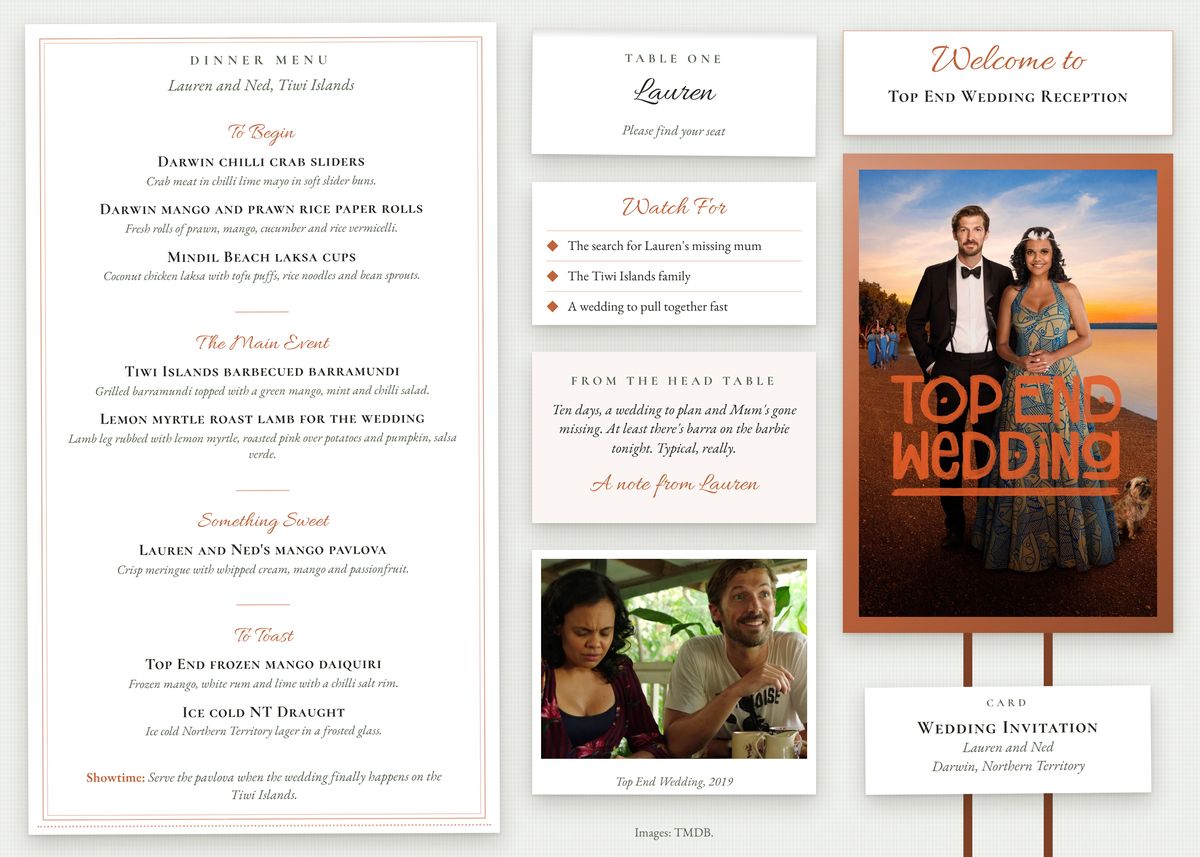 DINNER MENU
Lauren and Ned, Tiwi Islands
To Begin
Darwin chilli crab sliders
Crab meat in chilli lime mayo in soft slider buns.
Darwin mango and prawn rice paper rolls
Fresh rolls of prawn, mango, cucumber and rice vermicelli.
Mindil Beach laksa cups
Coconut chicken laksa with tofu puffs, rice noodles and bean sprouts.
The Main Event
Tiwi Islands barbecued barramundi
Grilled barramundi topped with a green mango, mint and chilli salad.
Lemon myrtle roast lamb for the wedding
Lamb leg rubbed with lemon myrtle, roasted pink over potatoes and pumpkin, salsa
verde.
Something Sweet
Lauren and Ned's mango pavlova
Crisp meringue with whipped cream, mango and passionfruit.
To Toast
Top End frozen mango daiquiri
Frozen mango, white rum and lime with a chilli salt rim.
Ice cold NT Draught
Ice cold Northern Territory lager in a frosted glass.
Showtime: Serve the pavlova when the wedding finally happens on the
Tiwi Islands.
TABLE ONE
Lauren
Please find your seat
Watch For
The search for Lauren's missing mum
The Tiwi Islands family
A wedding to pull together fast
FROM THE HEAD TABLE
Ten days, a wedding to plan and Mum's gone
missing. At least there's barra on the barbie
tonight. Typical, really.
A note from Lauren
Top End Wedding, 2019
Images: TMDB.
Welcome to
Top End Wedding Reception
TOP END
WEDDING
CARD
Wedding Invitation
Lauren and Ned
Darwin, Northern Territory